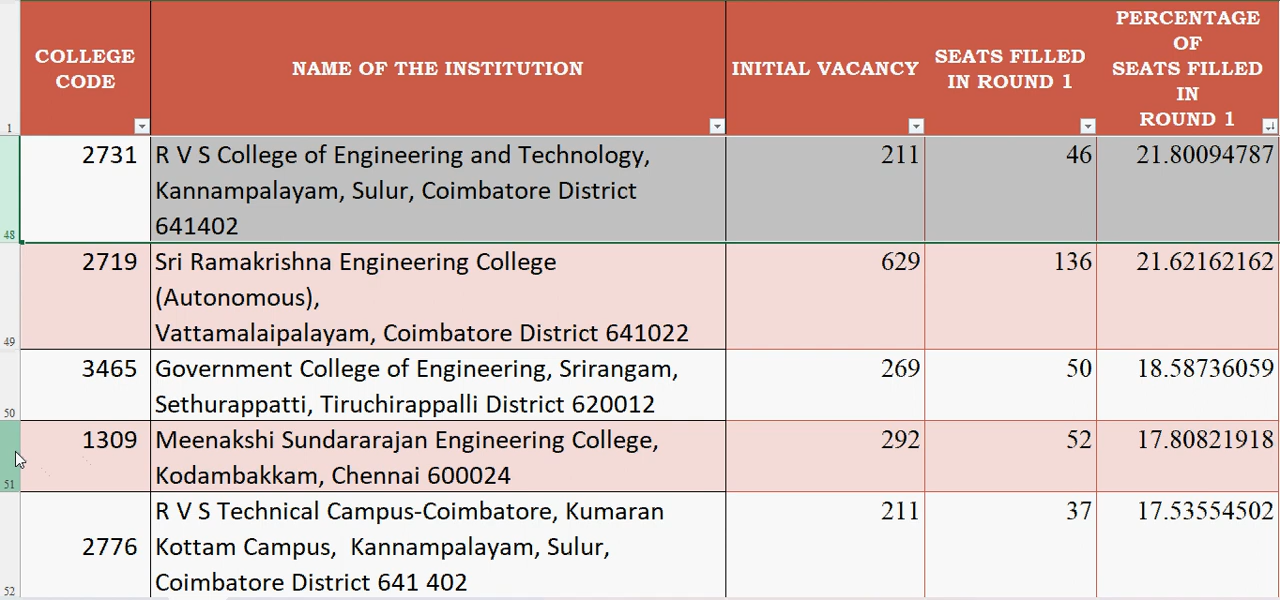 COLLEGE
CODE
NAME OF THE INSTITUTION
INITIAL VACANCY
SEATS FILLED
IN ROUND 1
PERCENTAGE
OF
SEATS FILLED
IN
ROUND 1
1
2731
R V S College of Engineering and Technology,
Kannampalayam, Sulur, Coimbatore District
641402
211
46
21.80094787
48
2719
Sri Ramakrishna Engineering College
(Autonomous),
Vattamalaipalayam, Coimbatore District 641022
629
136
21.62162162
49
3465
Government College of Engineering, Srirangam,
Sethurappatti, Tiruchirappalli District 620012
269
50
18.58736059
50
1309
Meenakshi Sundararajan Engineering College,
Kodambakkam, Chennai 600024
292
52
17.80821918
51
2776
R V S Technical Campus-Coimbatore, Kumaran
Kottam Campus,  Kannampalayam, Sulur,
Coimbatore District 641 402
211
37
17.53554502
52